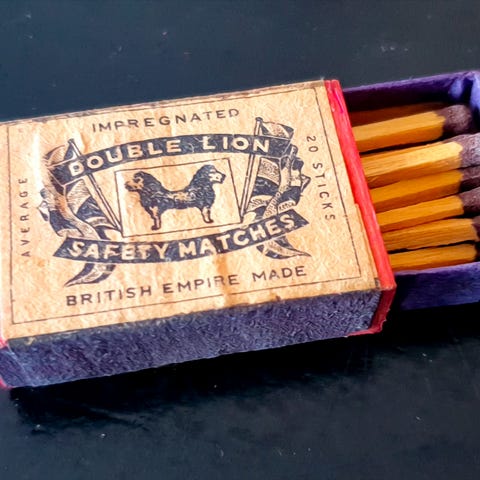 IMPREGNATED
DOUBLE LION
AVERAGE
20 STICKS
SAFETY MATCHES
BRITISH EMPIRE MADE